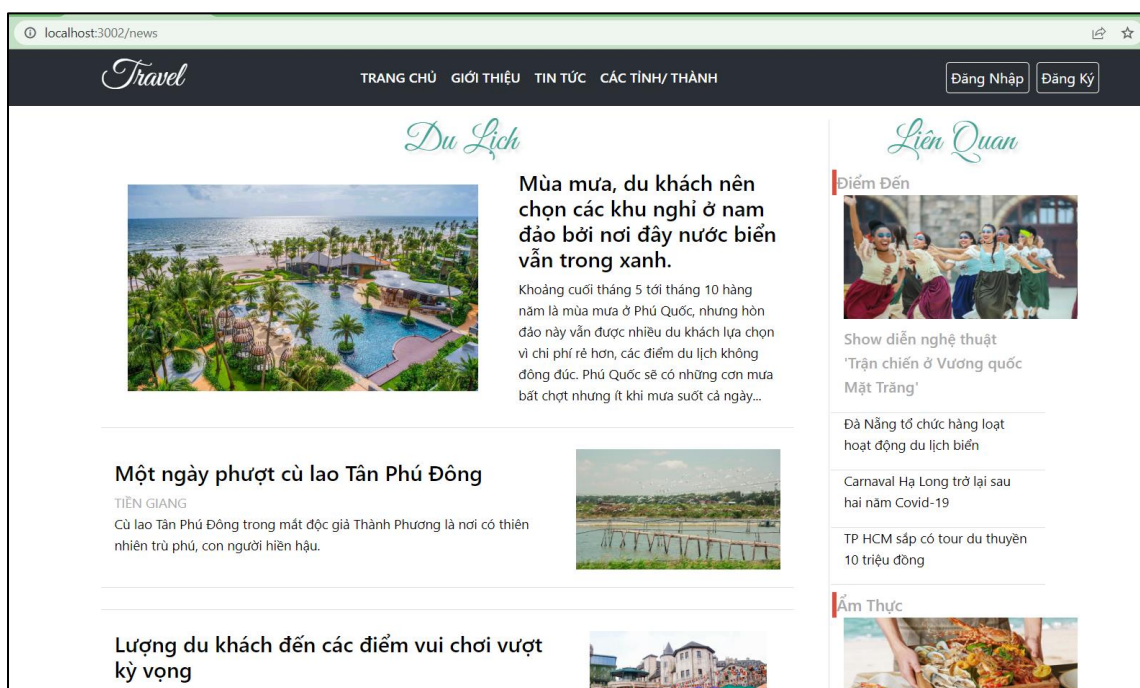 localhost:3002/news
Travel
TRANG CHỦ GIỚI THIỆU TIN TỨC CÁC TỈNH/ THÀNH
Đăng Nhập Đăng Ký
Du Lịch
Mùa mưa, du khách nên
chọn các khu nghỉ ở nam
đảo bởi nơi đây nước biển
vẫn trong xanh.
Khoảng cuối tháng 5 tới tháng 10 hàng
năm là mùa mưa ở Phú Quốc, nhưng hòn
đảo này vẫn được nhiều du khách lựa chọn
vì chi phí rẻ hơn, các điểm du lịch không
đông đúc. Phú Quốc sẽ có những cơn mưa
bất chợt nhưng ít khi mưa suốt cả ngày...
Một ngày phượt cù lao Tân Phú Đông
TIỀN GIANG
Cù lao Tân Phú Đông trong mắt độc giả Thành Phương là nơi có thiên
nhiên trù phú, con người hiền hậu.
Lượng du khách đến các điểm vui chơi vượt
kỳ vọng
Liên Quan
Điểm Đến
Show diễn nghệ thuật
'Trận chiến ở Vương quốc
Mặt Trăng'
Đà Nẵng tổ chức hàng loạt
hoạt động du lịch biển
Carnaval Hạ Long trở lại sau
hai năm Covid-19
TP HCM sắp có tour du thuyền
10 triệu đồng
Ẩm Thực